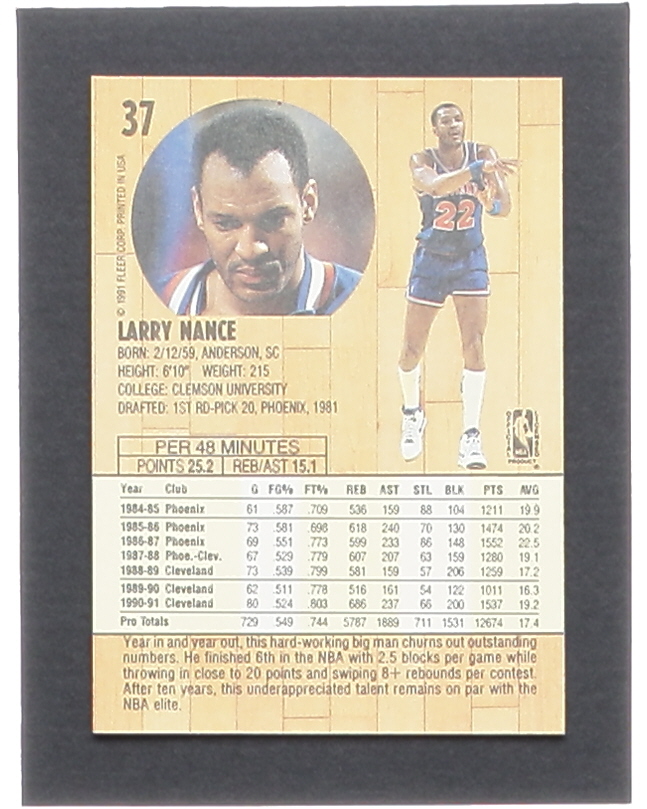 37
© 1991 FLEER CORP. PRINTED IN USA
22
LARRY NANCE
BORN: 2/12/59, ANDERSON, SC
HEIGHT: 6'10" WEIGHT: 215
COLLEGE: CLEMSON UNIVERSITY
DRAFTED: 1ST RD-PICK 20, PHOENIX, 1981
OFFICIAL LICENSED
NBA
PRODUCT
PER 48 MINUTES
POINTS 25.2 REB/AST 15.1
Year Club G FG% FT% REB AST STL BLK PTS AVG
1984-85 Phoenix 61 .587 .709 536 159 88 104 1211 19.9
1985-86 Phoenix 73 .581 .698 618 240 70 130 1474 20.2
1986-87 Phoenix 69 .551 .773 599 233 86 148 1552 22.5
1987-88 Phoe.-Clev. 67 .529 .779 607 207 63 159 1280 19.1
1988-89 Cleveland 73 .539 .799 581 159 57 206 1259 17.2
1989-90 Cleveland 62 .511 .778 516 161 54 122 1011 16.3
1990-91 Cleveland 80 .524 .803 686 237 66 200 1537 19.2
Pro Totals 729 .549 .744 5787 1889 711 1531 12674 17.4
Year in and year out, this hard-working big man churns out outstanding
numbers. He finished 6th in the NBA with 2.5 blocks per game while
throwing in close to 20 points and swiping 8+ rebounds per contest.
After ten years, this underappreciated talent remains on par with the
NBA elite.